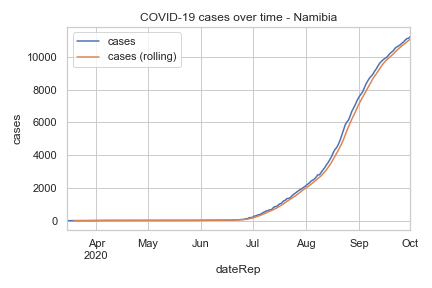 COVID-19 cases over time - Namibia
cases
cases (rolling)
cases
10000
8000
6000
4000
2000
0
Apr May Jun Jul Aug Sep Oct
2020
dateRep